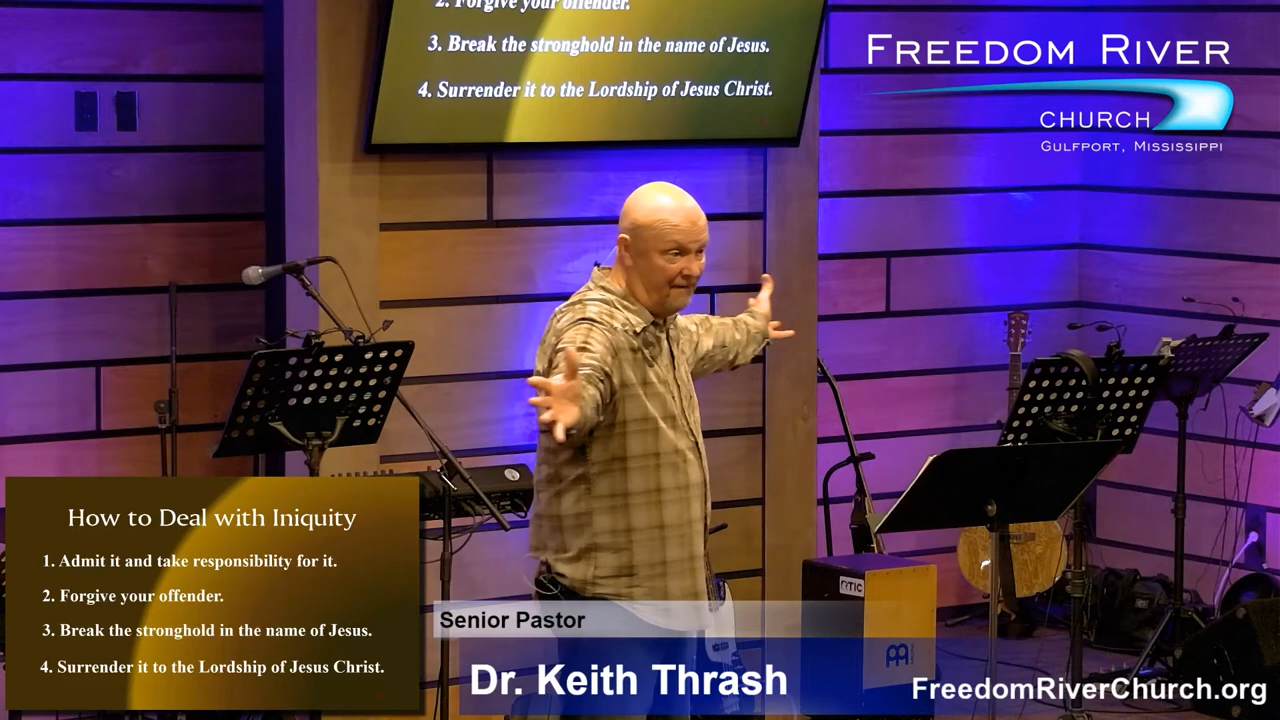 2. Forgive your offender.
3. Break the stronghold in the name of Jesus.
4. Surrender it to the Lordship of Jesus Christ.
FREEDOM RIVER
CHURCH
GULFPORT, MISSISSIPPI
How to Deal with Iniquity
1. Admit it and take responsibility for it.
2. Forgive your offender.
3. Break the stronghold in the name of Jesus.
4. Surrender it to the Lordship of Jesus Christ.
RTIC
MEINL
Senior Pastor
Dr. Keith Thrash
FreedomRiverChurch.org